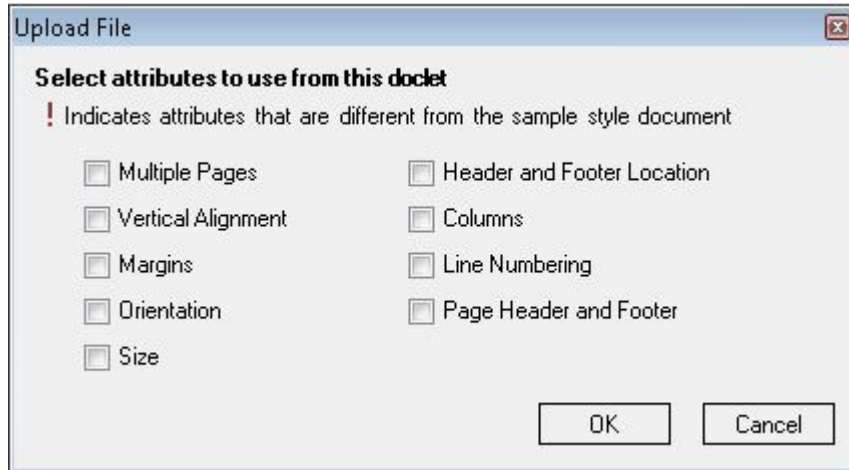 Upload File
Select attributes to use from this doclet
! Indicates attributes that are different from the sample style document
Multiple Pages
Vertical Alignment
Margins
Orientation
Size
Header and Footer Location
Columns
Line Numbering
Page Header and Footer
OK
Cancel